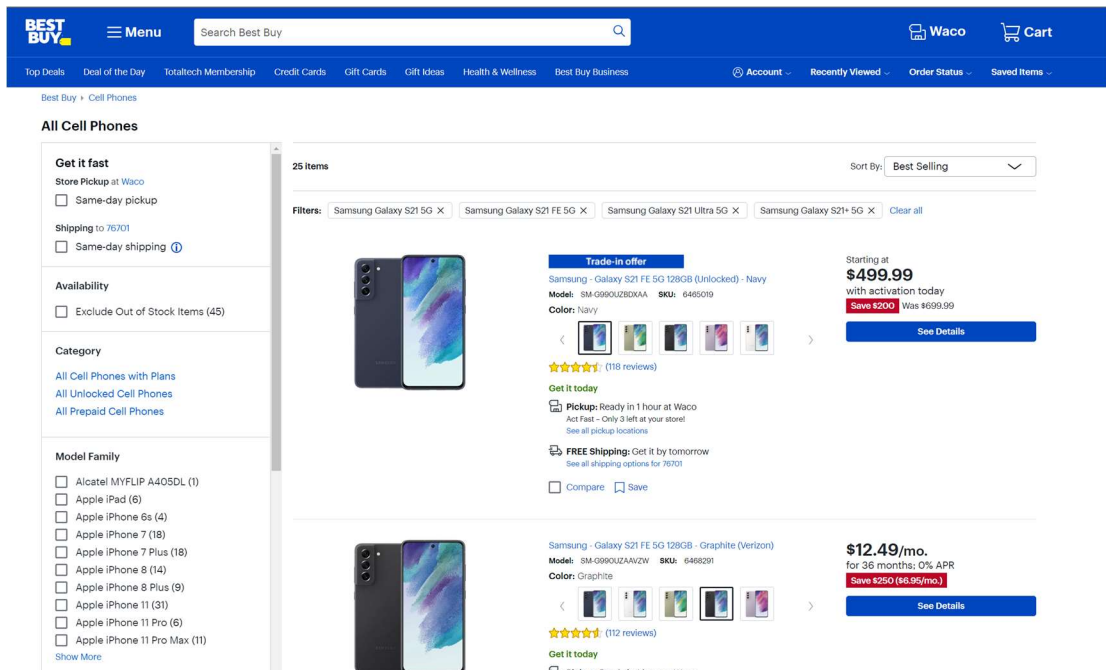 BEST
BUY
Menu
Search Best Buy
Waco
Cart
Top Deals Deal of the Day Totaltech Membership Credit Cards Gift Cards Gift Ideas Health & Wellness Best Buy Business
Account Recently Viewed Order Status Saved Items
Best Buy › Cell Phones
All Cell Phones
Get it fast
Store Pickup at Waco
Same-day pickup
Shipping to 76701
Same-day shipping
Availability
Exclude Out of Stock Items (45)
Category
All Cell Phones with Plans
All Unlocked Cell Phones
All Prepaid Cell Phones
Model Family
Alcatel MYFLIP A405DL (1)
Apple iPad (6)
Apple iPhone 6s (4)
Apple iPhone 7 (18)
Apple iPhone 7 Plus (18)
Apple iPhone 8 (14)
Apple iPhone 8 Plus (9)
Apple iPhone 11 (31)
Apple iPhone 11 Pro (6)
Apple iPhone 11 Pro Max (11)
Show More
25 items
Sort By: Best Selling
Filters: Samsung Galaxy S21 5G Samsung Galaxy S21 FE 5G Samsung Galaxy S21 Ultra 5G Samsung Galaxy S21+ 5G Clear all
Trade-in offer
Samsung - Galaxy S21 FE 5G 128GB (Unlocked) - Navy
Model: SM-G990UZBDXAA SKU: 6465019
Color: Navy
(118 reviews)
Get it today
Pickup: Ready in 1 hour at Waco
Act Fast – Only 3 left at your store!
See all pickup locations
FREE Shipping: Get it by tomorrow
See all shipping options for 76701
Compare Save
Starting at
$499.99
with activation today
Save $200 Was $699.99
See Details
Samsung - Galaxy S21 FE 5G 128GB - Graphite (Verizon)
Model: SM-G990UZAAVZW SKU: 6468291
Color: Graphite
(112 reviews)
Get it today
$12.49/mo.
for 36 months; 0% APR
Save $250 ($6.95/mo.)
See Details